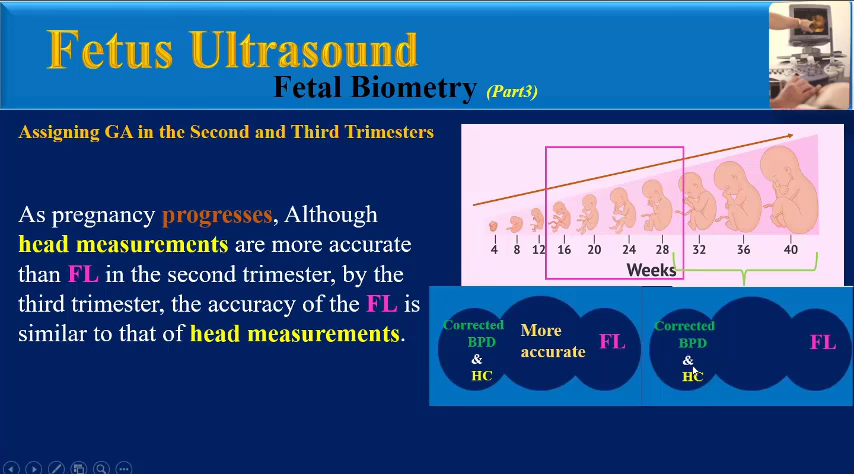 Fetus Ultrasound
Fetal Biometry (Part3)
Assigning GA in the Second and Third Trimesters
As pregnancy progresses, Although
head measurements are more accurate
than FL in the second trimester, by the
third trimester, the accuracy of the FL is
similar to that of head measurements.
4 8 12 16 20 24 28 32 36 40
Weeks
Corrected
BPD
&
HC
More
accurate
FL
Corrected
BPD
&
HC
FL